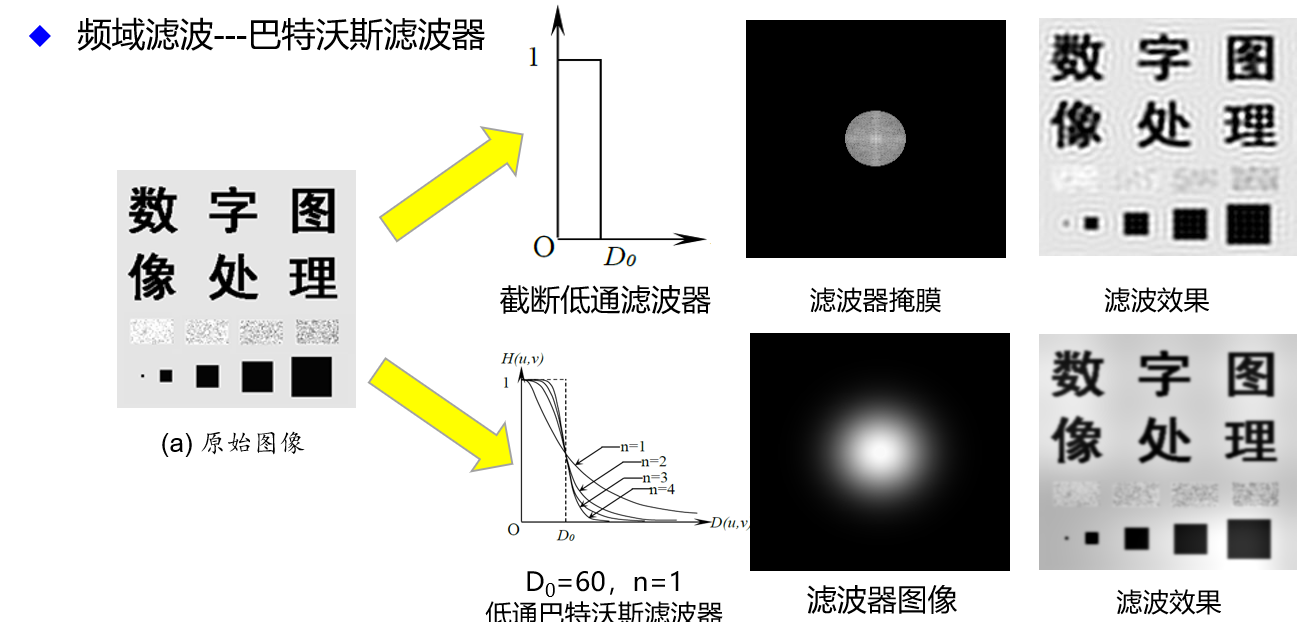 频域滤波---巴特沃斯滤波器
数 字 图
像 处 理
(a) 原始图像
1
O
D₀
截断低通滤波器
滤波器掩膜
数 字 图
像 处 理
滤波效果
H(u,v)
1
n=1
n=2
n=3
n=4
O
D₀
D(u,v)
D₀=60，n=1
低通巴特沃斯滤波器
滤波器图像
数 字 图
像 处 理
滤波效果